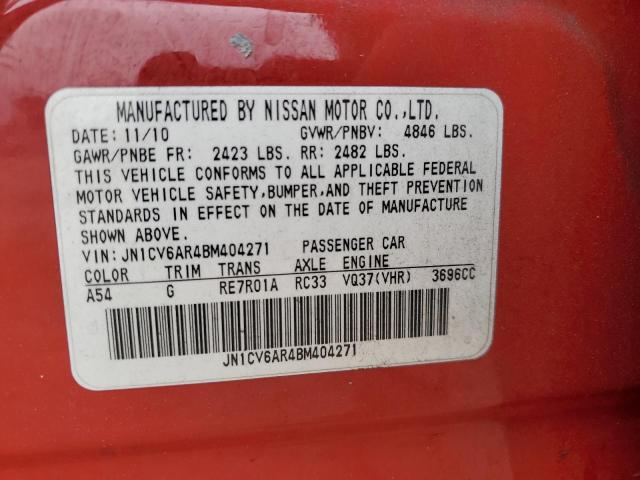 MANUFACTURED BY NISSAN MOTOR CO.,LTD.
DATE: 11/10 GVWR/PNBV: 4846 LBS.
GAWR/PNBE FR: 2423 LBS. RR: 2482 LBS.
THIS VEHICLE CONFORMS TO ALL APPLICABLE FEDERAL
MOTOR VEHICLE SAFETY,BUMPER,AND THEFT PREVENTION
STANDARDS IN EFFECT ON THE DATE OF MANUFACTURE
SHOWN ABOVE.
VIN: JN1CV6AR4BM404271 PASSENGER CAR
COLOR TRIM TRANS AXLE ENGINE
A54 G RE7R01A RC33 VQ37(VHR) 3696CC
JN1CV6AR4BM404271